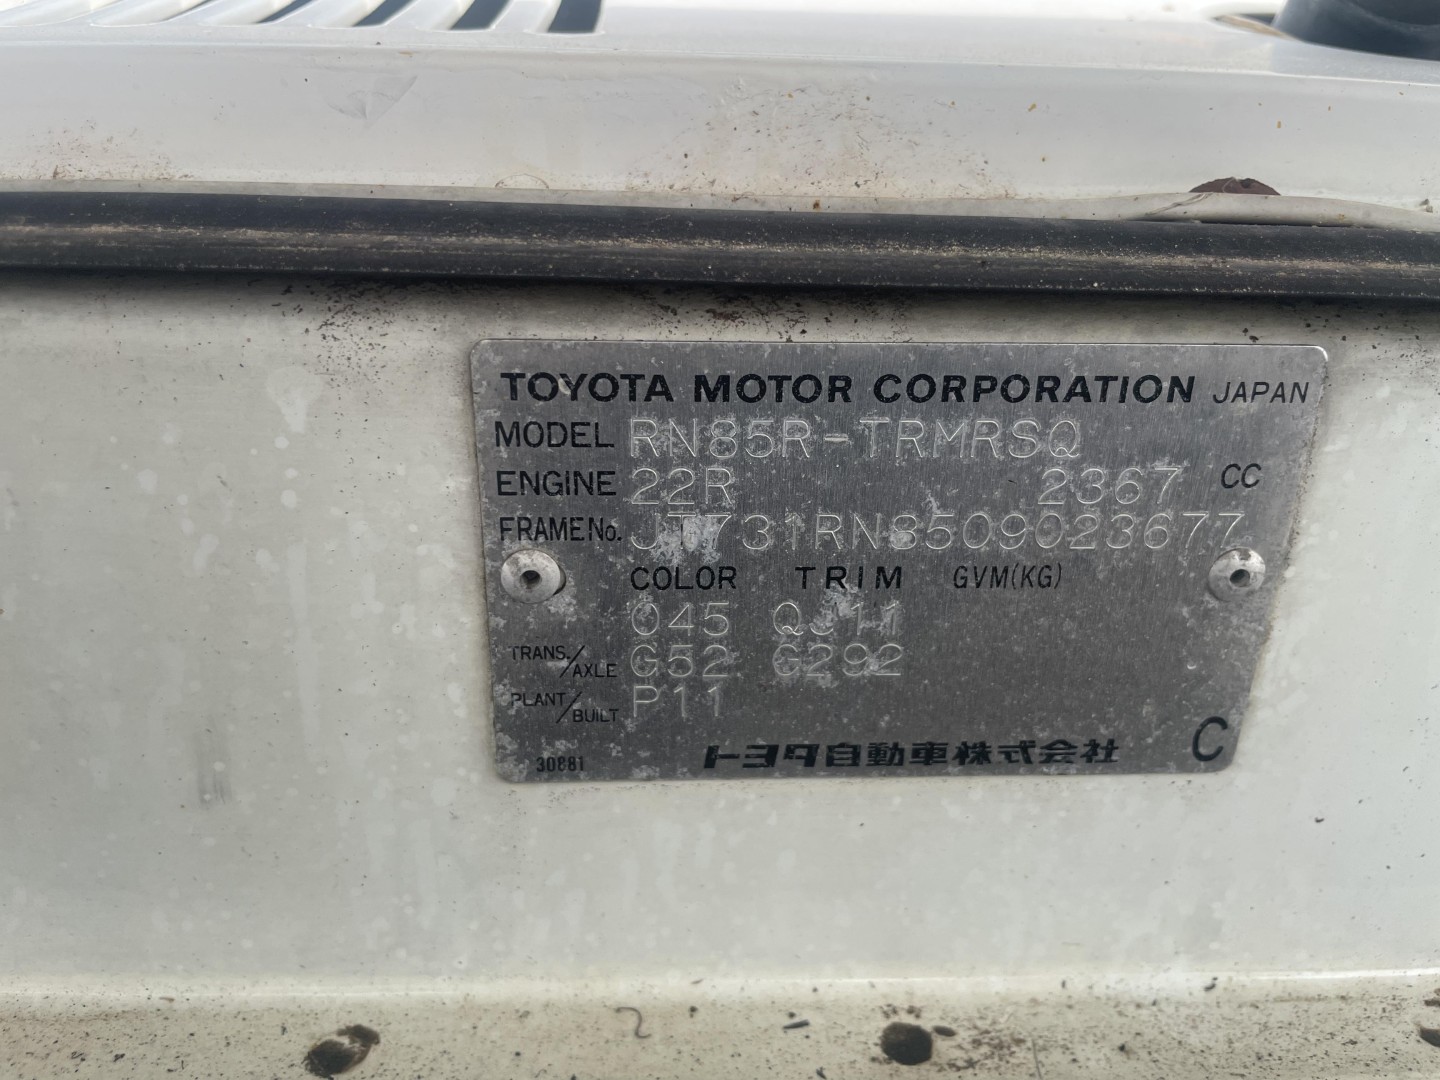 TOYOTA MOTOR CORPORATION JAPAN
MODEL RN85R-TRMRSQ
ENGINE 22R 2367 CC
FRAME No. JT731RN8509023677
COLOR TRIM GVM(KG)
045 QJ11
TRANS./AXLE G52 G292
PLANT/BUILT P11
30881 トヨタ自動車株式会社 C